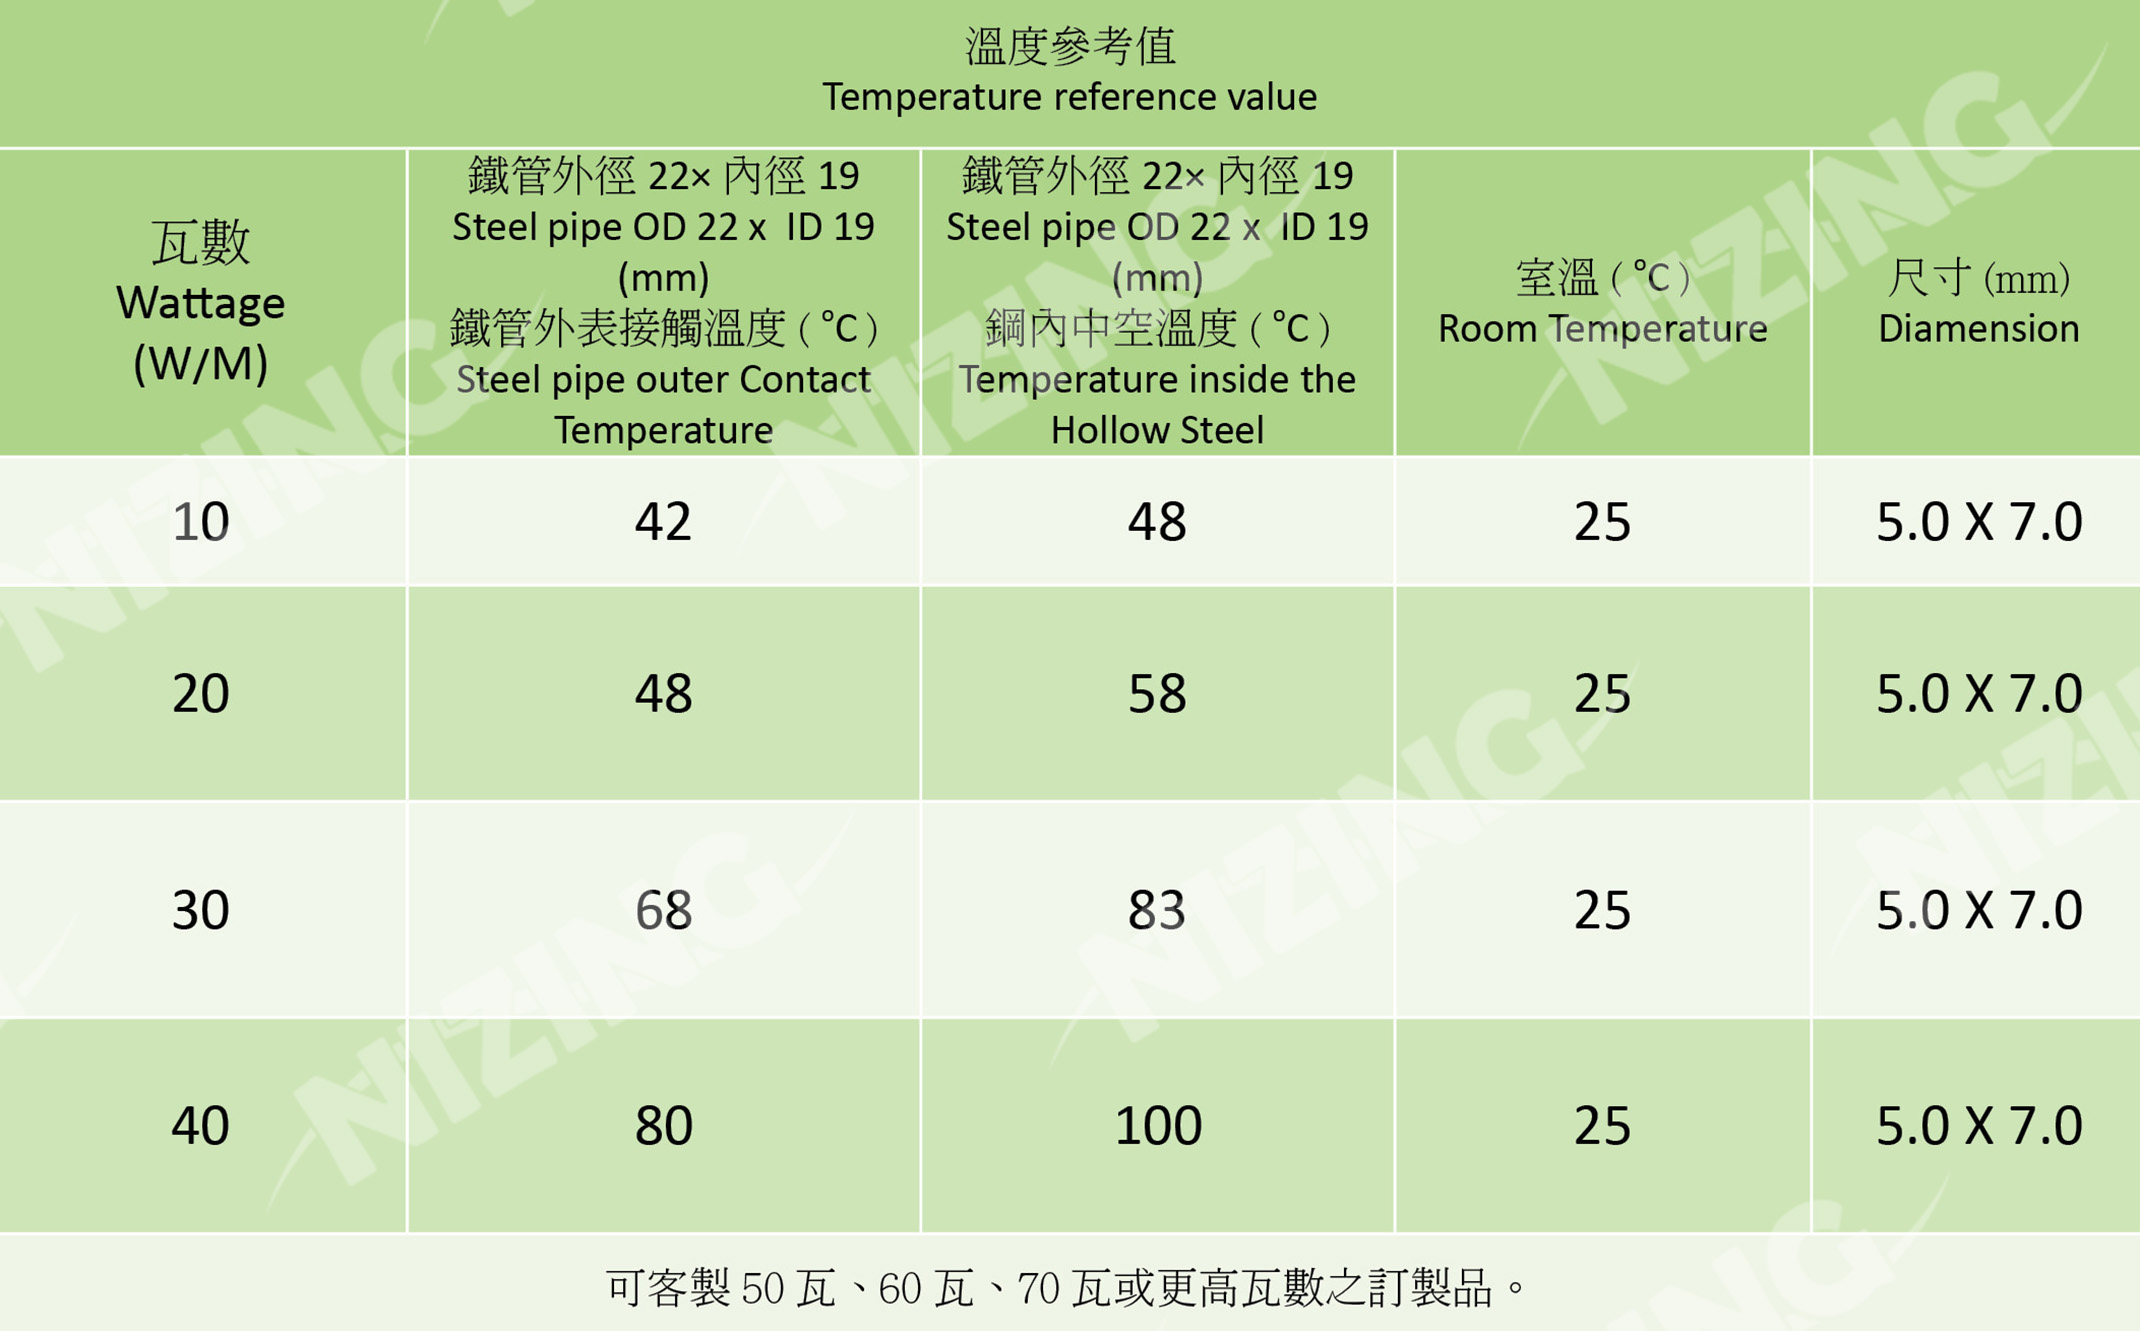 溫度參考值
Temperature reference value
瓦數
Wattage
(W/M)
鐵管外徑 22× 內徑 19
Steel pipe OD 22 x ID 19
(mm)
鐵管外表接觸溫度 ( °C )
Steel pipe outer Contact
Temperature
鐵管外徑 22× 內徑 19
Steel pipe OD 22 x ID 19
(mm)
鋼內中空溫度 ( °C )
Temperature inside the
Hollow Steel
室溫 ( °C )
Room Temperature
尺寸 (mm)
Diamension
10 42 48 25 5.0 X 7.0
20 48 58 25 5.0 X 7.0
30 68 83 25 5.0 X 7.0
40 80 100 25 5.0 X 7.0
可客製 50 瓦、60 瓦、70 瓦或更高瓦數之訂製品。
NIZING
NIZING
NIZING
NIZING
NIZING
NIZING
NIZING